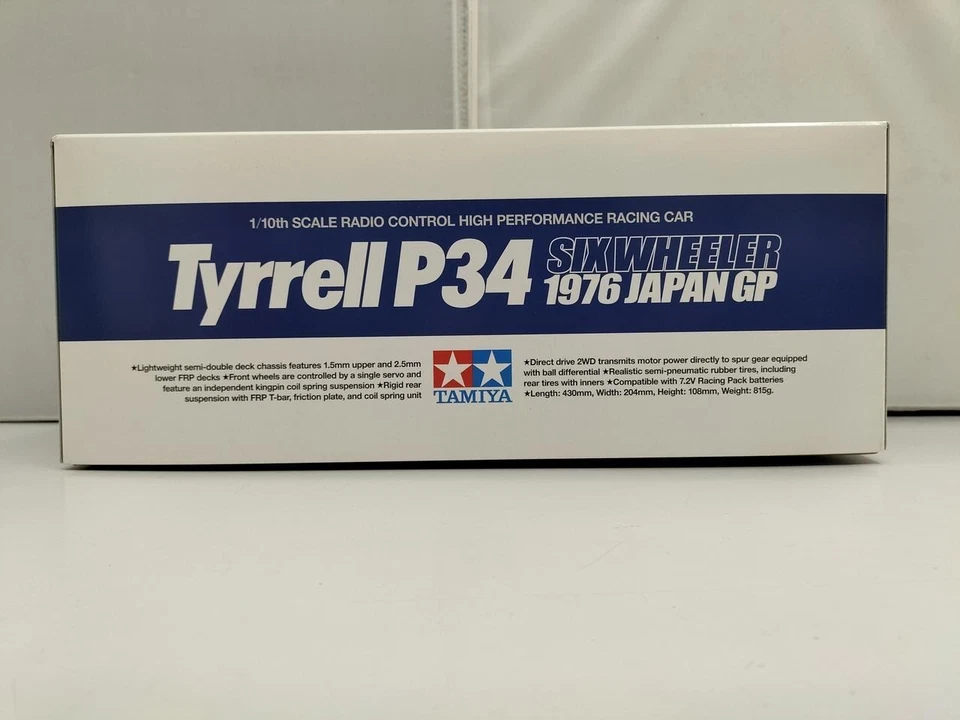 1/10th SCALE RADIO CONTROL HIGH PERFORMANCE RACING CAR
Tyrrell P34 SIX WHEELER
1976 JAPAN GP
★Lightweight semi-double deck chassis features 1.5mm upper and 2.5mm
lower FRP decks ★Front wheels are controlled by a single servo and
feature an independent kingpin coil spring suspension ★Rigid rear
suspension with FRP T-bar, friction plate, and coil spring unit
TAMIYA
★Direct drive 2WD transmits motor power directly to spur gear equipped
with ball differential ★Realistic semi-pneumatic rubber tires, including
rear tires with inners ★Compatible with 7.2V Racing Pack batteries
★Length: 430mm, Width: 204mm, Height: 108mm, Weight: 815g.